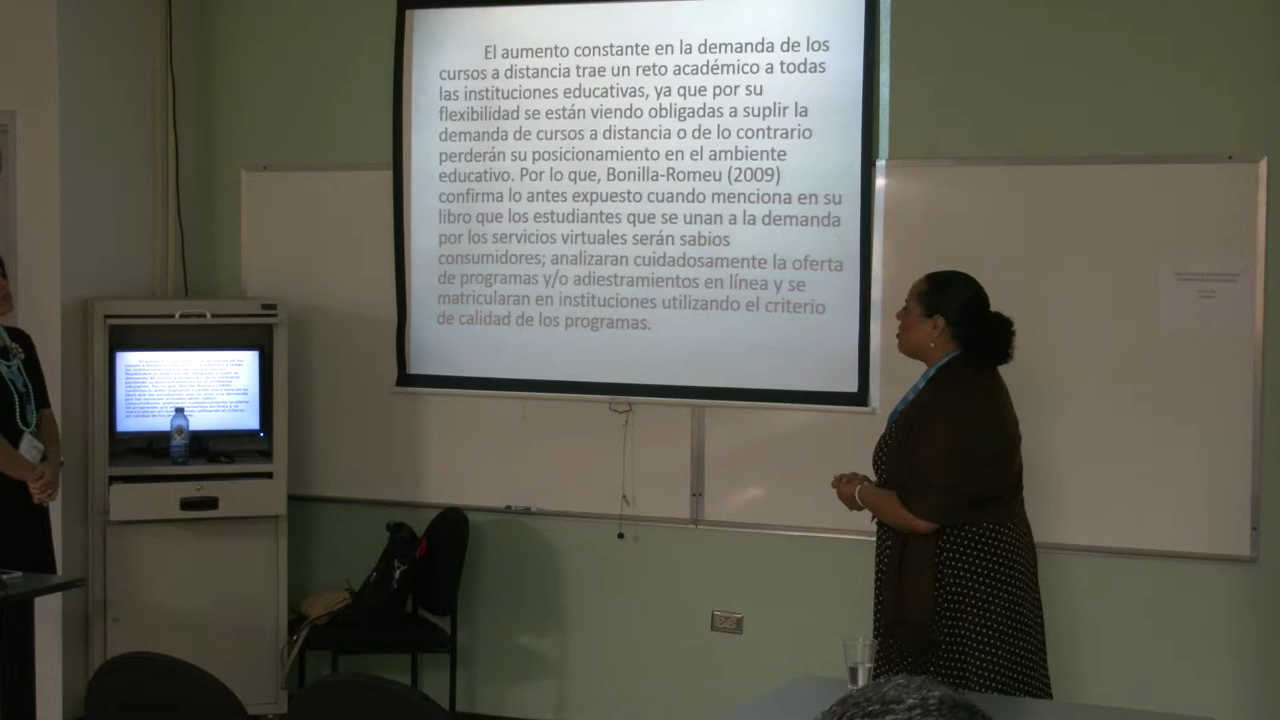 El aumento constante en la demanda de los
cursos a distancia trae un reto académico a todas
las instituciones educativas, ya que por su
flexibilidad se están viendo obligadas a suplir la
demanda de cursos a distancia o de lo contrario
perderán su posicionamiento en el ambiente
educativo. Por lo que, Bonilla-Romeu (2009)
confirma lo antes expuesto cuando menciona en su
libro que los estudiantes que se unan a la demanda
por los servicios virtuales serán sabios
consumidores; analizaran cuidadosamente la oferta
de programas y/o adiestramientos en línea y se
matricularan en instituciones utilizando el criterio
de calidad de los programas.